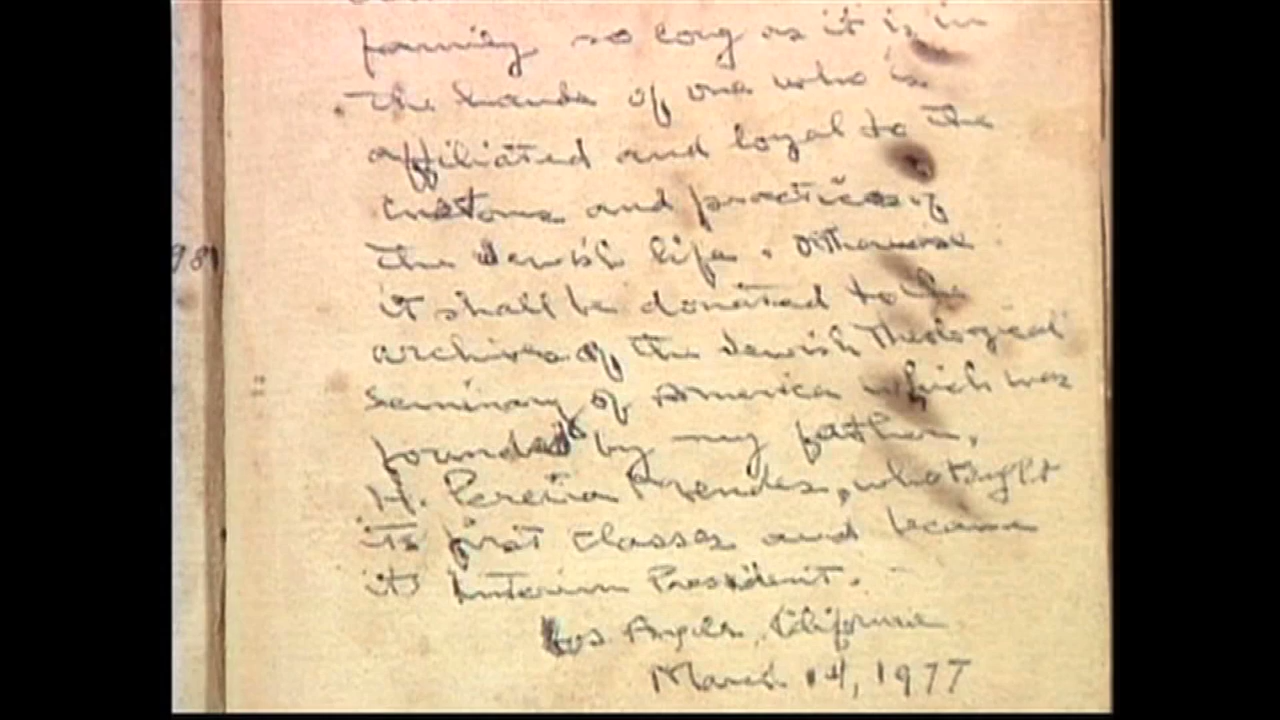 family so long as it is in
the hands of one who is
affiliated and loyal to the
customs and practices of
the Jewish life. Otherwise
it shall be donated to the
archives of the Jewish Theological
Seminary of America which was
founded by my father,
H. Pereira Mendes, who taught
its first classes and became
its Interim President.
Los Angeles, California
March 14, 1977